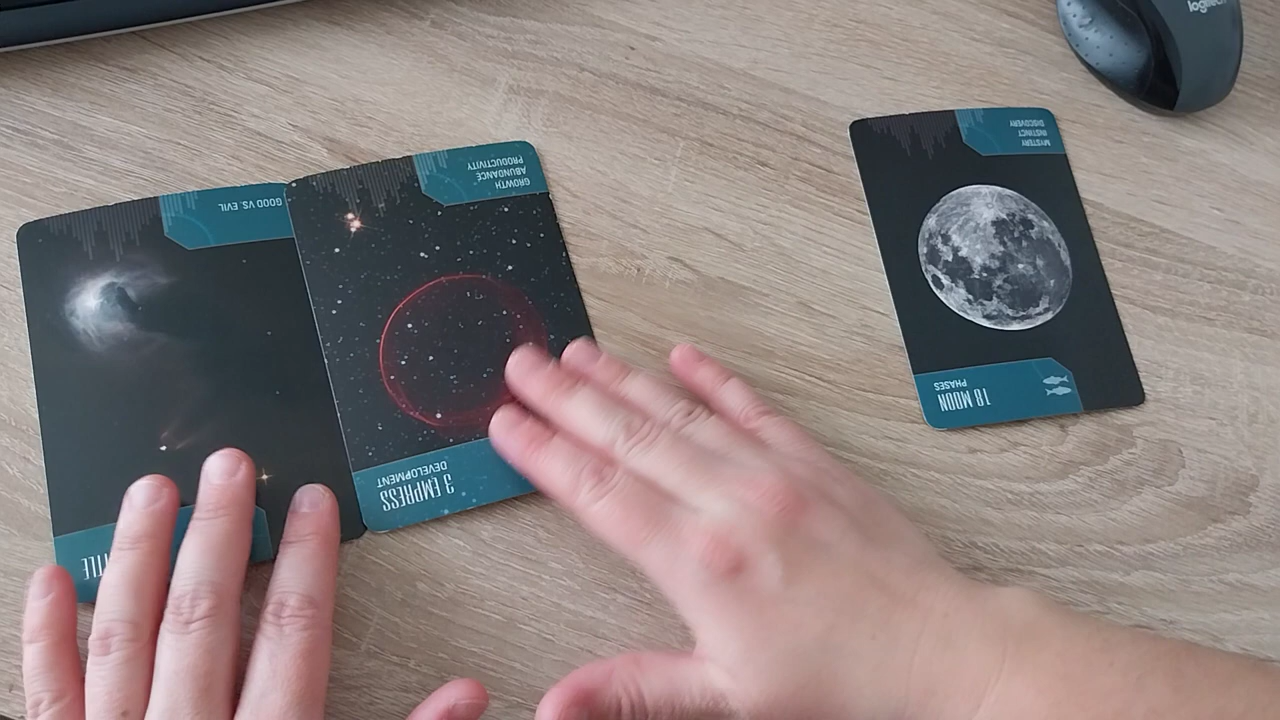 GOOD VS. EVIL
GROWTH
ABUNDANCE
PRODUCTIVITY
3 EMPRESS
DEVELOPMENT
MYSTERY
INSTINCT
DISCOVERY
18 MOON
PHASES